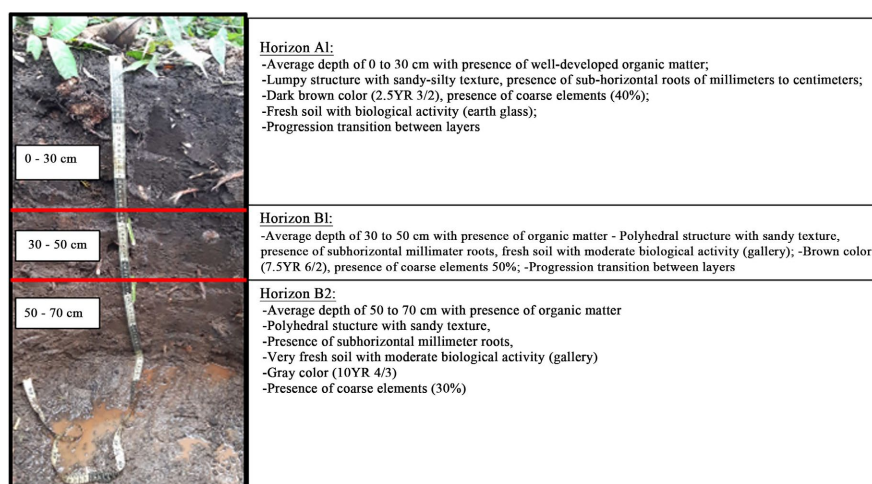 Horizon A1:
-Average depth of 0 to 30 cm with presence of well-developed organic matter;
-Lumpy structure with sandy-silty texture, presence of sub-horizontal roots of millimeters to centimeters;
-Dark brown color (2.5YR 3/2), presence of coarse elements (40%);
-Fresh soil with biological activity (earth glass);
-Progression transition between layers
0 - 30 cm
Horizon B1:
-Average depth of 30 to 50 cm with presence of organic matter - Polyhedral structure with sandy texture,
presence of subhorizontal millimater roots, fresh soil with moderate biological activity (gallery); -Brown color
(7.5YR 6/2), presence of coarse elements 50%; -Progression transition between layers
30 - 50 cm
Horizon B2:
-Average depth of 50 to 70 cm with presence of organic matter
-Polyhedral stucture with sandy texture,
-Presence of subhorizontal millimeter roots,
-Very fresh soil with moderate biological activity (gallery)
-Gray color (10YR 4/3)
-Presence of coarse elements (30%)
50 - 70 cm